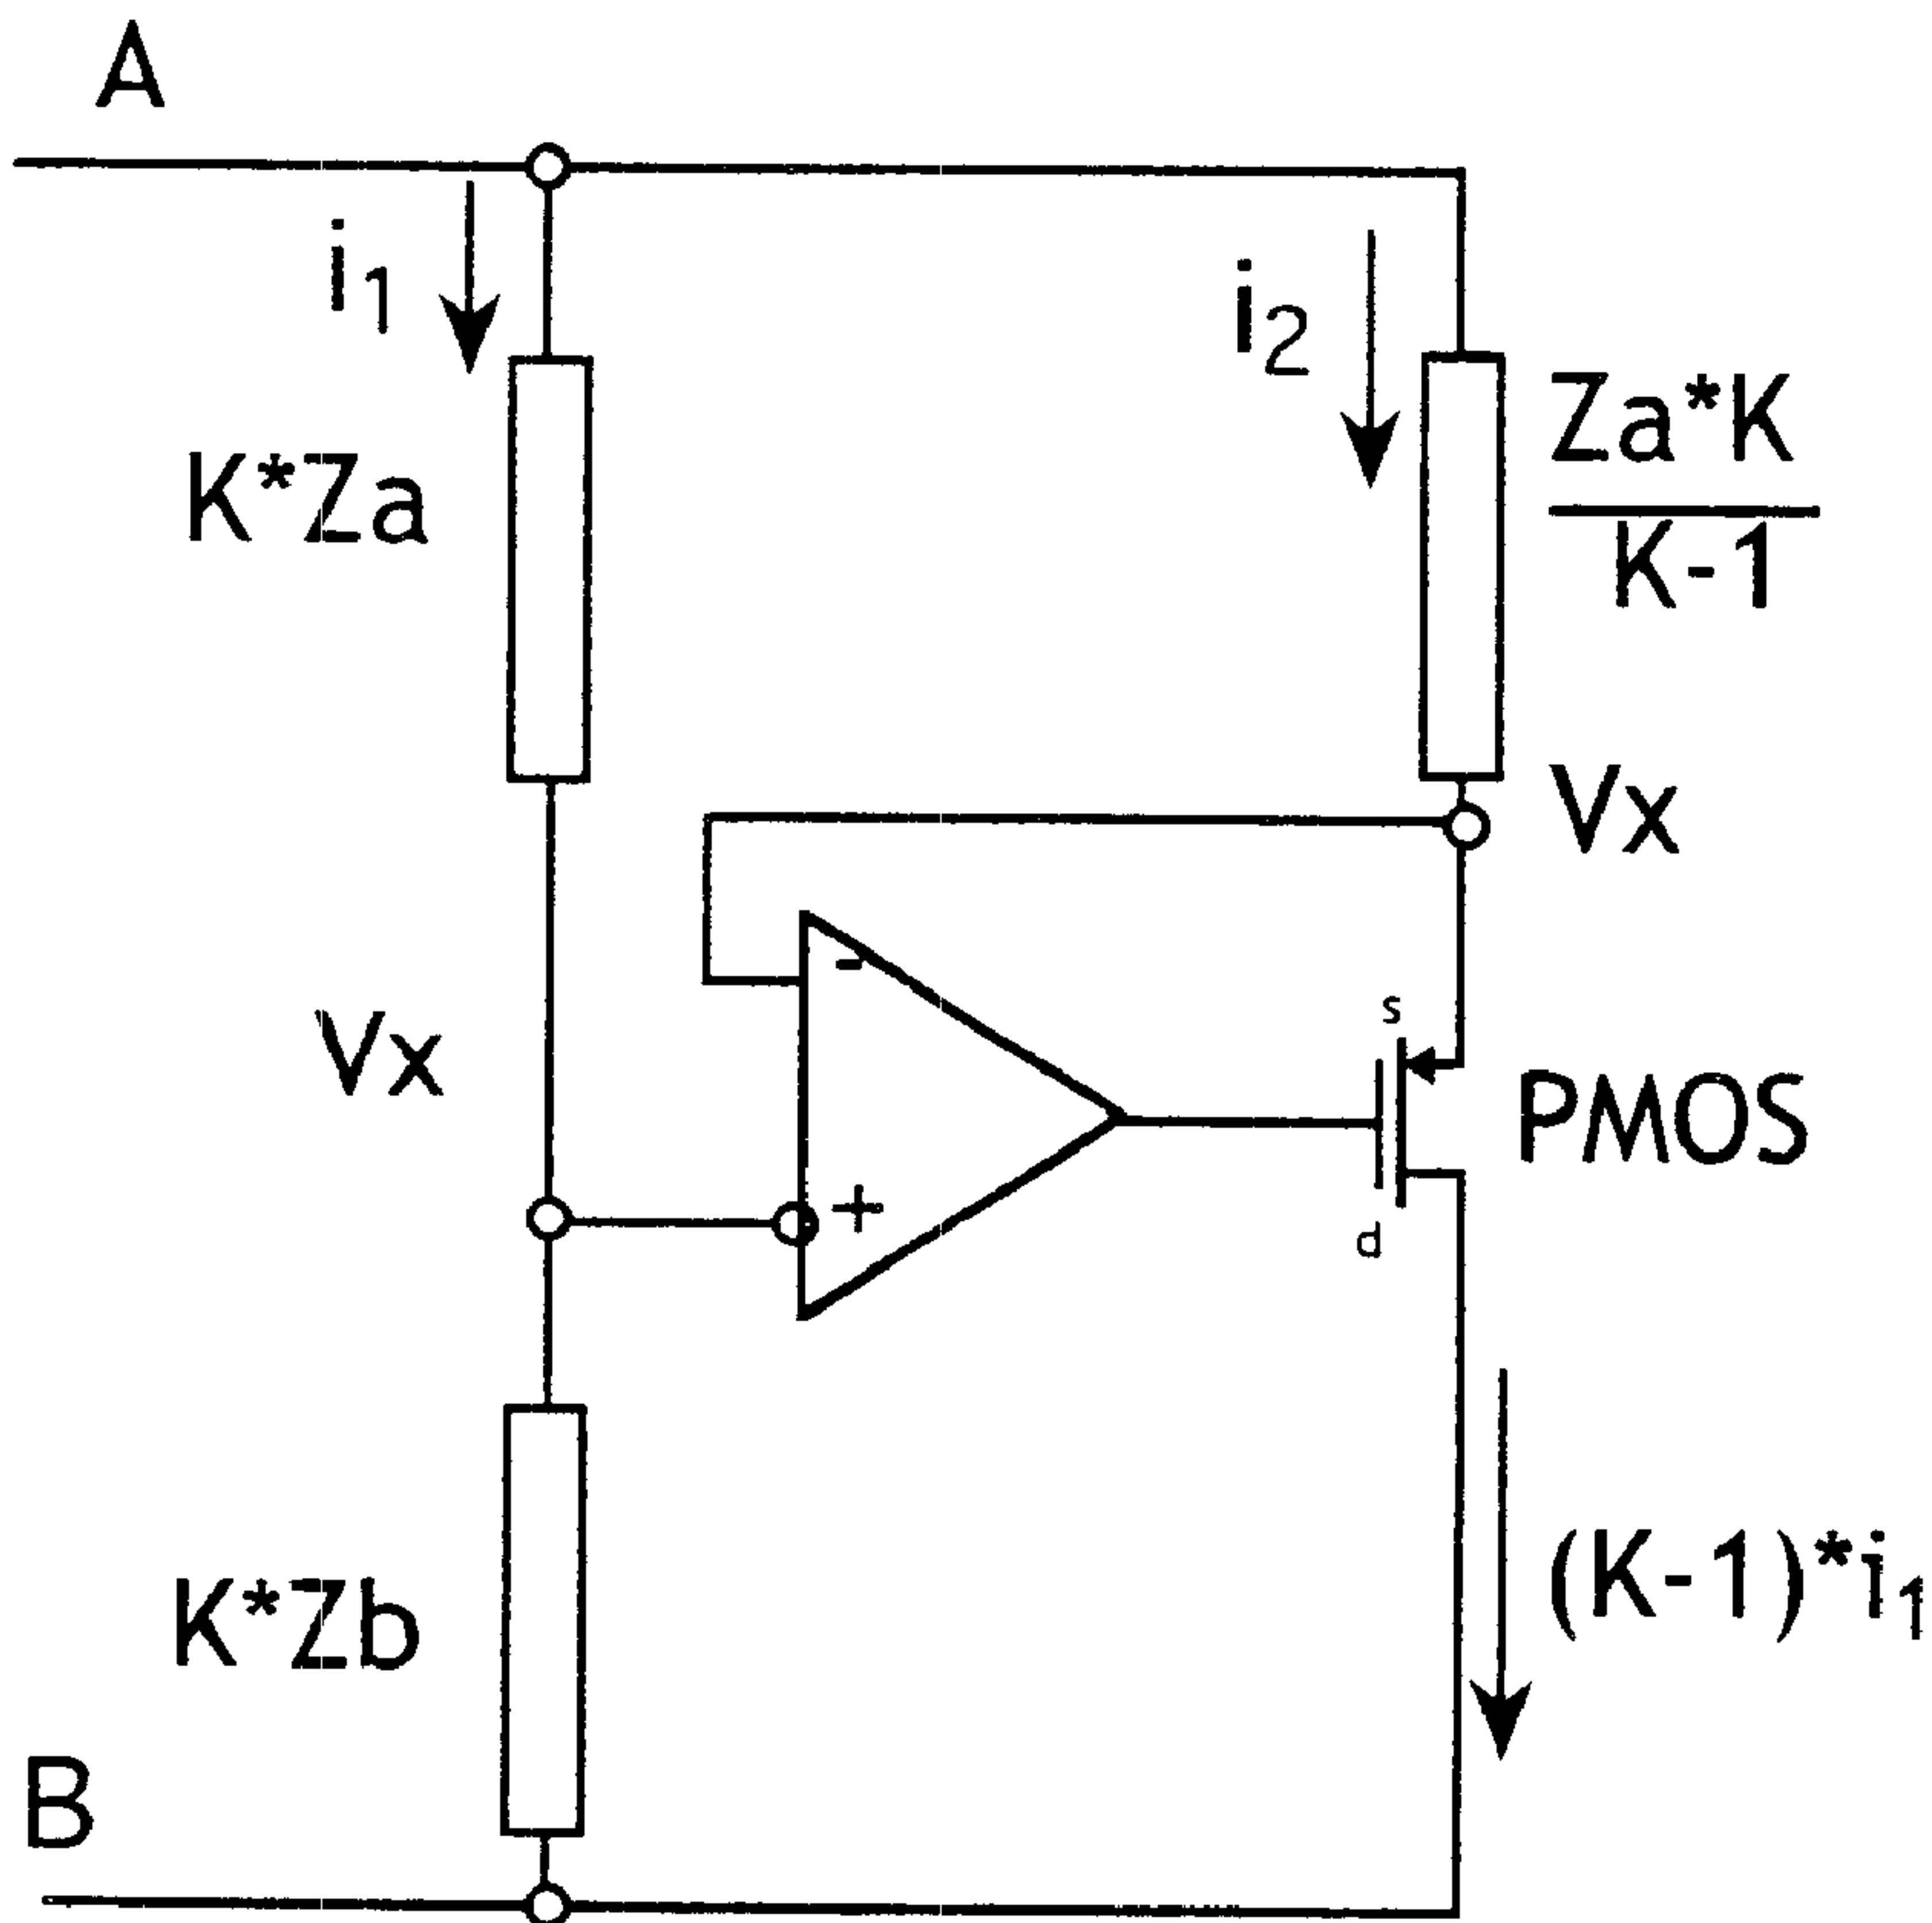 A
i1
i2
K*Za
Za*K
K-1
Vx
-
s
Vx
PMOS
+
d
(K-1)*i1
K*Zb
B